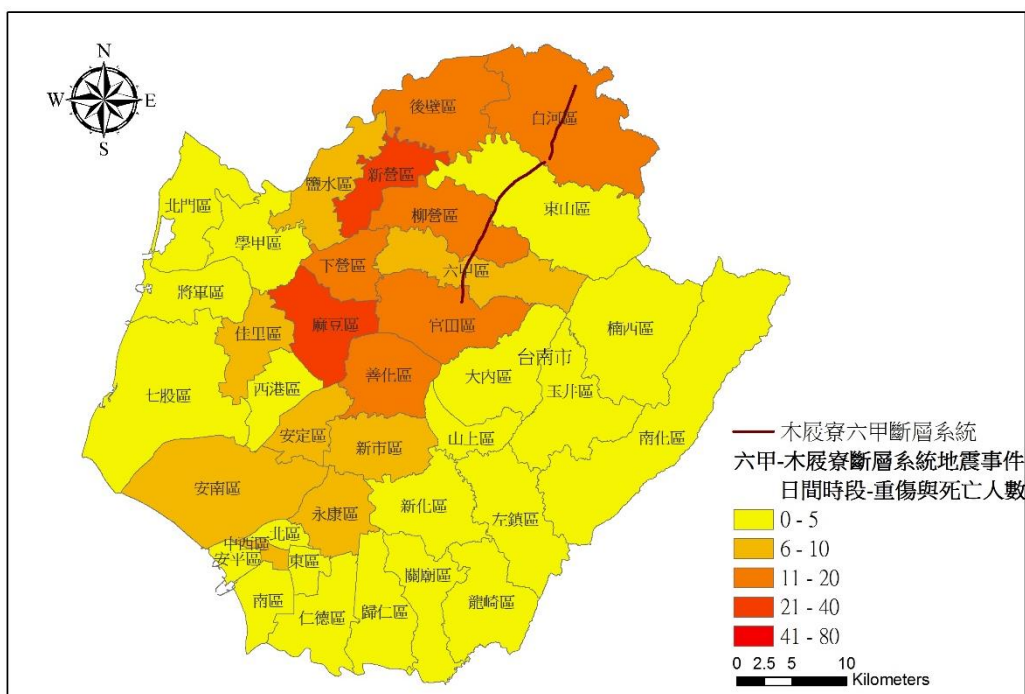 N
W
E
S
後壁區
白河區
新營區
鹽水區
北門區
柳營區
東山區
學甲區
下營區
六甲區
將軍區
麻豆區
官田區
佳里區
楠西區
台南市
善化區
大內區
西港區
玉井區
七股區
安定區
山上區
南化區
新市區
安南區
永康區
新化區
左鎮區
北區
中西區
安平區
東區
關廟區
南區
仁德區
歸仁區
龍崎區
木屐寮六甲斷層系統
六甲-木屐寮斷層系統地震事件
日間時段-重傷與死亡人數
0 - 5
6 - 10
11 - 20
21 - 40
41 - 80
0 2.5 5 10
Kilometers